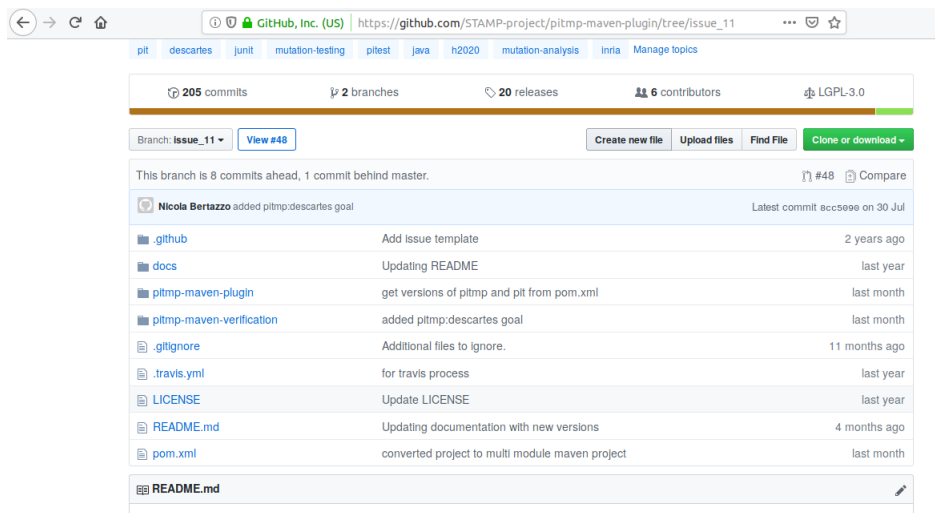 GitHub, Inc. (US) https://github.com/STAMP-project/pitmp-maven-plugin/tree/issue_11
pit descartes junit mutation-testing pitest java h2020 mutation-analysis inria Manage topics
205 commits 2 branches 20 releases 6 contributors LGPL-3.0
Branch: issue_11 View #48 Create new file Upload files Find File Clone or download
This branch is 8 commits ahead, 1 commit behind master. #48 Compare
Nicola Bertazzo added pitmp:descartes goal Latest commit 8cc5090 on 30 Jul
.github Add issue template 2 years ago
docs Updating README last year
pitmp-maven-plugin get versions of pitmp and pit from pom.xml last month
pitmp-maven-verification added pitmp:descartes goal last month
.gitignore Additional files to ignore. 11 months ago
.travis.yml for travis process last year
LICENSE Update LICENSE last year
README.md Updating documentation with new versions 4 months ago
pom.xml converted project to multi module maven project last month
README.md